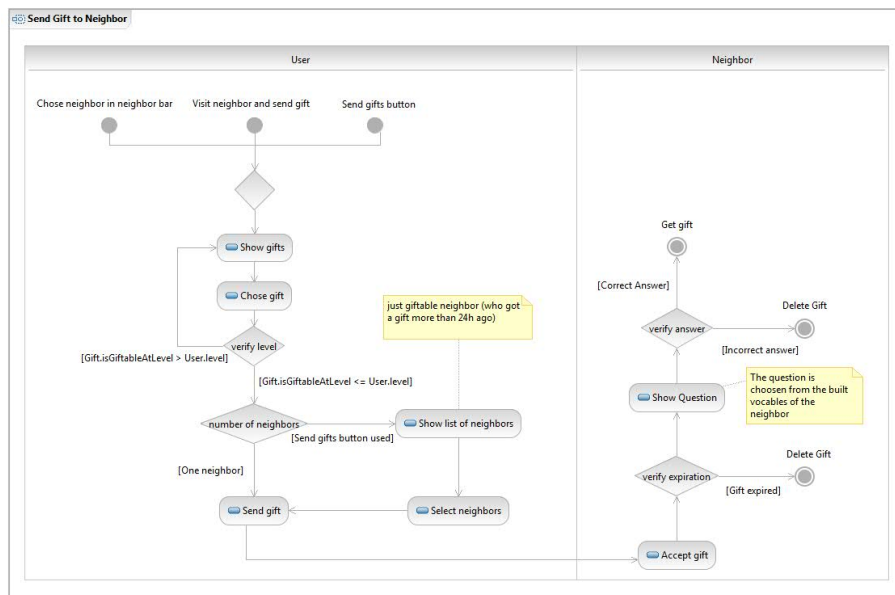 Send Gift to Neighbor
User
Neighbor
Chose neighbor in neighbor bar
Visit neighbor and send gift
Send gifts button
Show gifts
Chose gift
just giftable neighbor (who got
a gift more than 24h ago)
verify level
[Gift.isGiftableAtLevel > User.level]
[Gift.isGiftableAtLevel <= User.level]
number of neighbors
[Send gifts button used]
Show list of neighbors
[One neighbor]
Send gift
Select neighbors
Get gift
[Correct Answer]
Delete Gift
verify answer
[Incorrect answer]
The question is
choosen from the built
vocables of the
neighbor
Show Question
Delete Gift
verify expiration
[Gift expired]
Accept gift